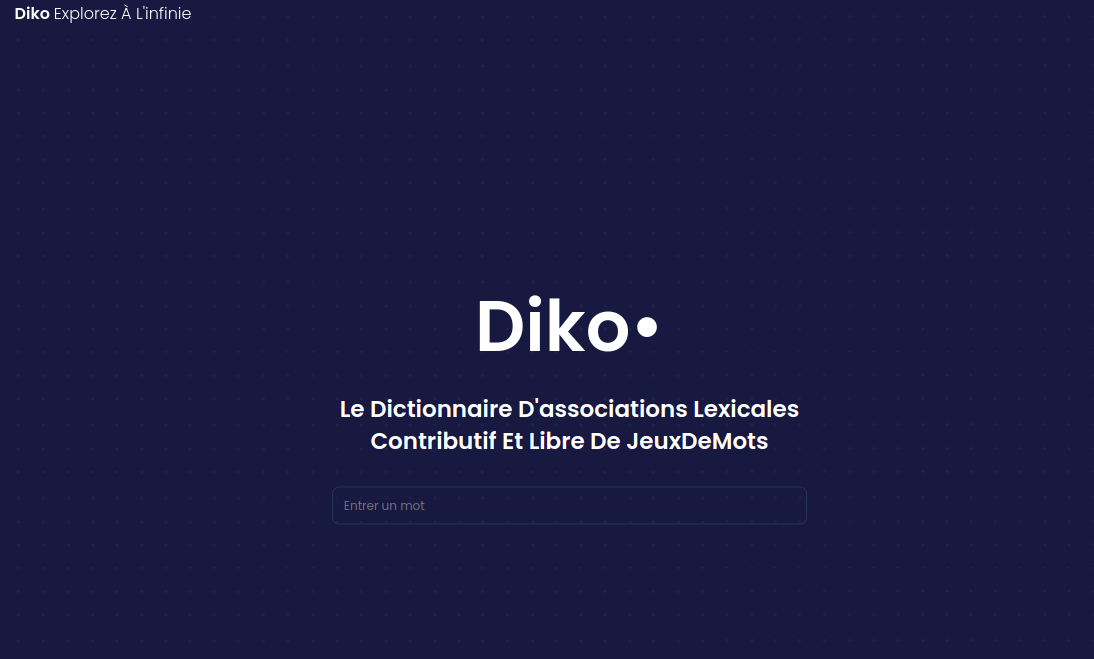 Diko Explorez À L'infinie
Diko•
Le Dictionnaire D'associations Lexicales
Contributif Et Libre De JeuxDeMots
Entrer un mot